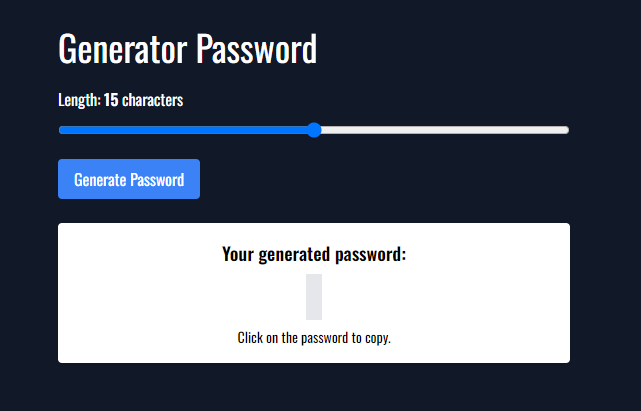 Generator Password
Length: 15 characters
Generate Password
Your generated password:
Click on the password to copy.